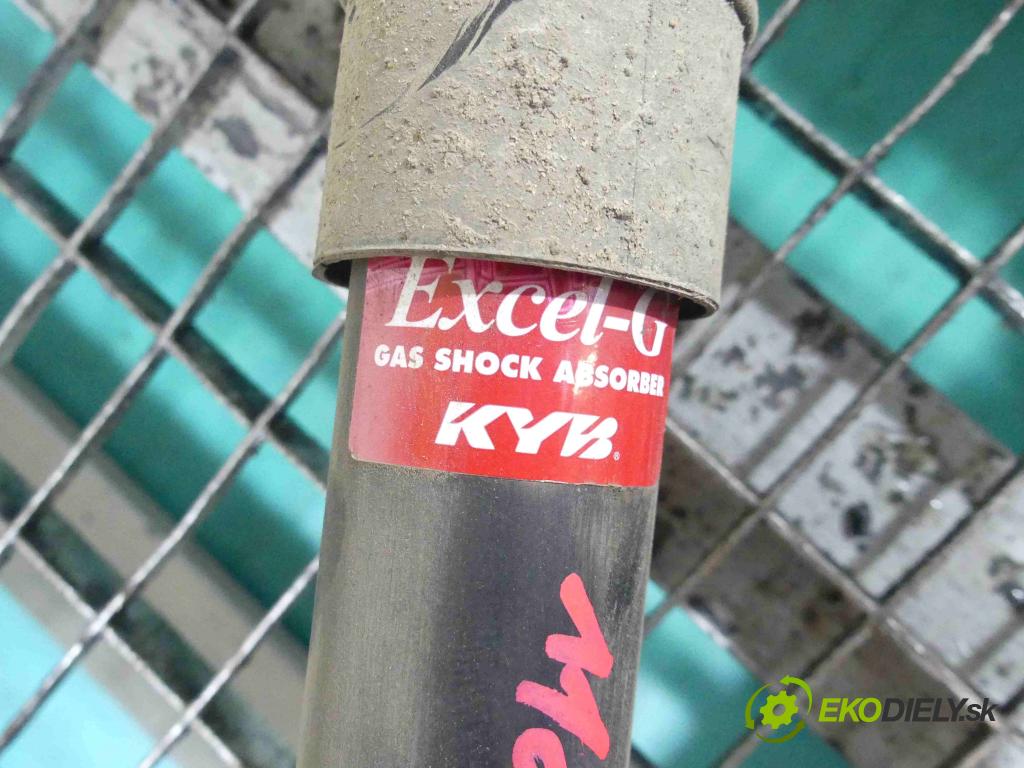 Excel-G
GAS SHOCK ABSORBER
KYB®
EKODIELY.sk